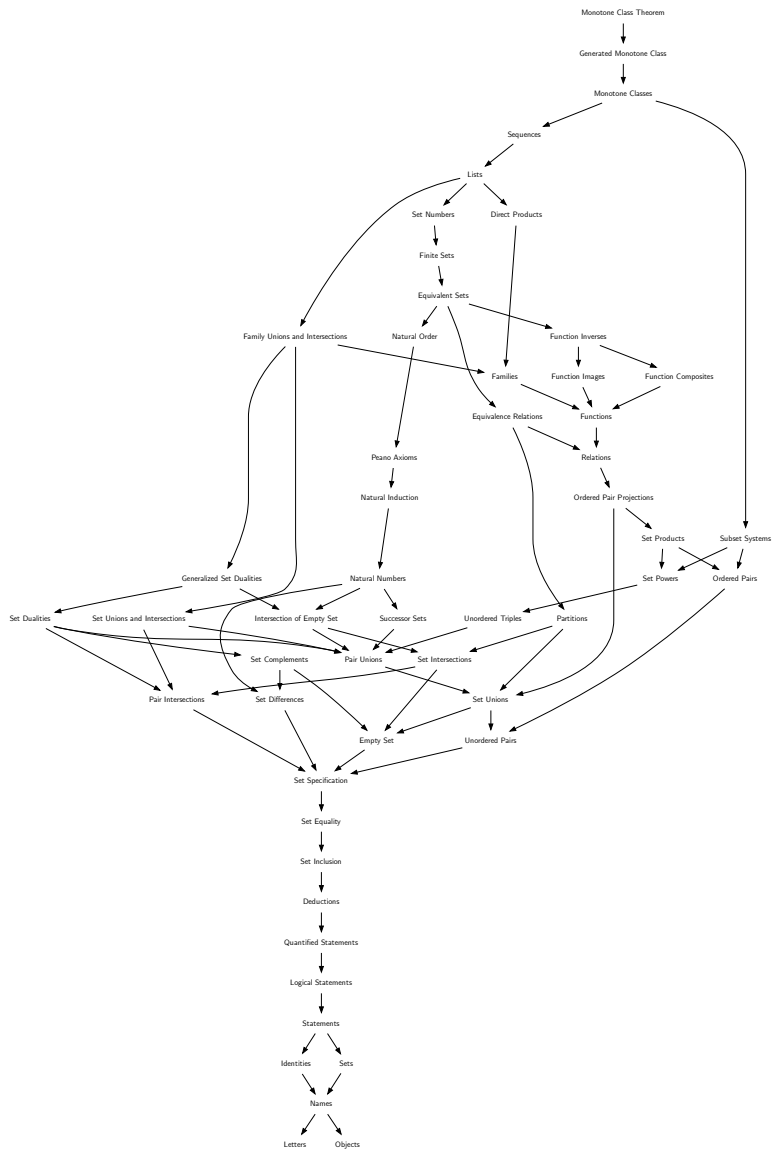 Monotone Class Theorem
Generated Monotone Class
Monotone Classes
Sequences
Lists
Set Numbers
Direct Products
Finite Sets
Equivalent Sets
Family Unions and Intersections
Natural Order
Function Inverses
Families
Function Images
Function Composites
Equivalence Relations
Functions
Peano Axioms
Relations
Natural Induction
Ordered Pair Projections
Set Products
Subset Systems
Generalized Set Dualities
Natural Numbers
Set Powers
Ordered Pairs
Set Dualities
Set Unions and Intersections
Intersection of Empty Set
Successor Sets
Unordered Triples
Partitions
Set Complements
Pair Unions
Set Intersections
Pair Intersections
Set Differences
Set Unions
Empty Set
Unordered Pairs
Set Specification
Set Equality
Set Inclusion
Deductions
Quantified Statements
Logical Statements
Statements
Identities
Sets
Names
Letters
Objects